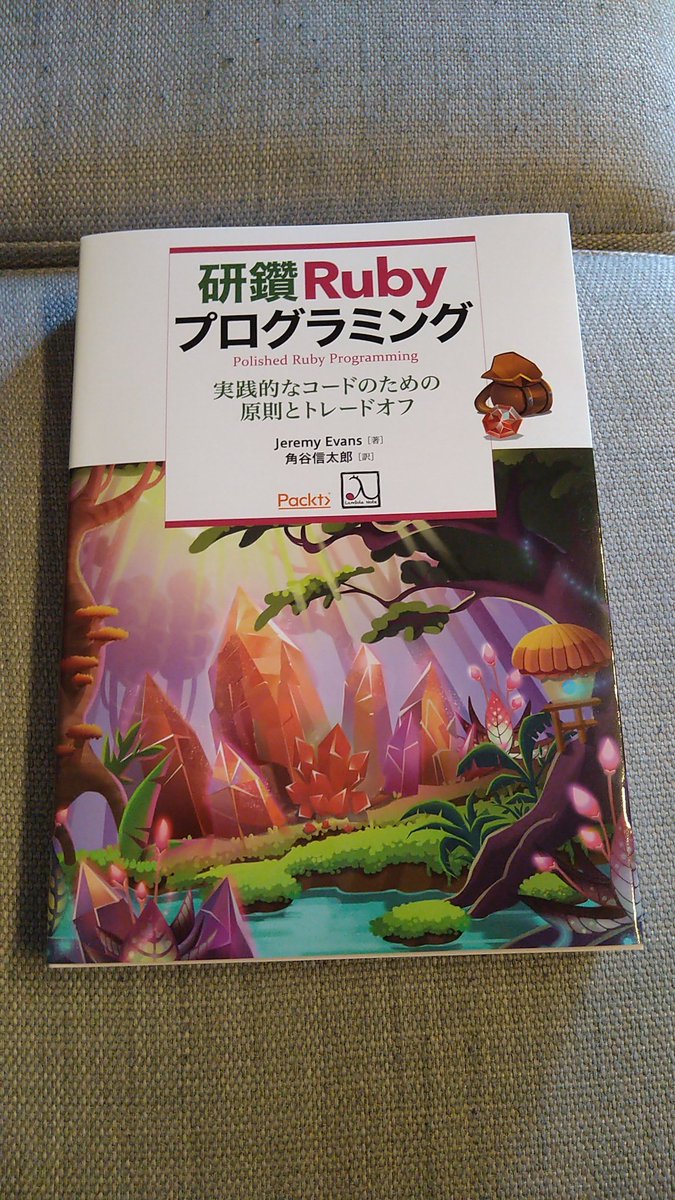 研鑽Ruby
プログラミング
Polished Ruby Programming
実践的なコードのための
原則とトレードオフ
Jeremy Evans［著］
角谷信太郎［訳］
Packt
Lambda Note